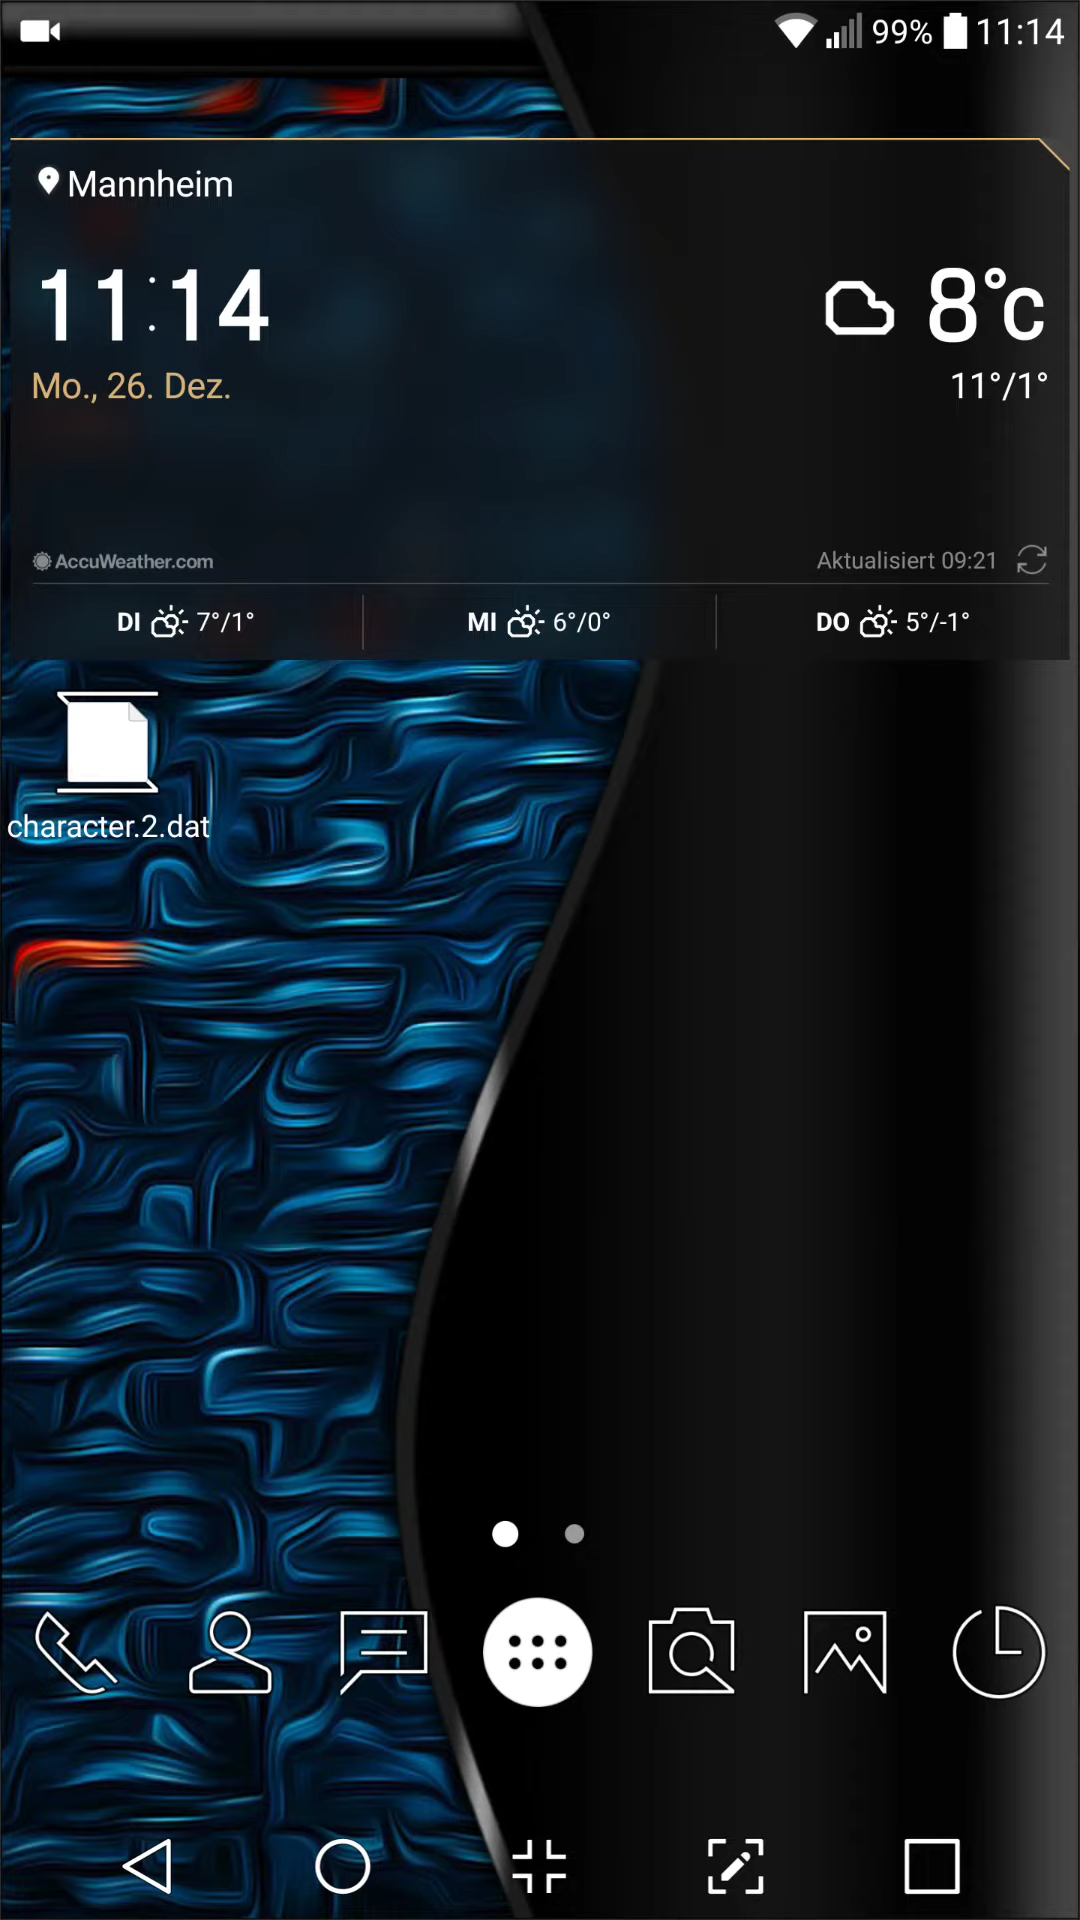 99% 11:14
Mannheim
11:14
8°c
Mo., 26. Dez.
11°/1°
AccuWeather.com
Aktualisiert 09:21
DI 7°/1°
MI 6°/0°
DO 5°/-1°
character.2.dat